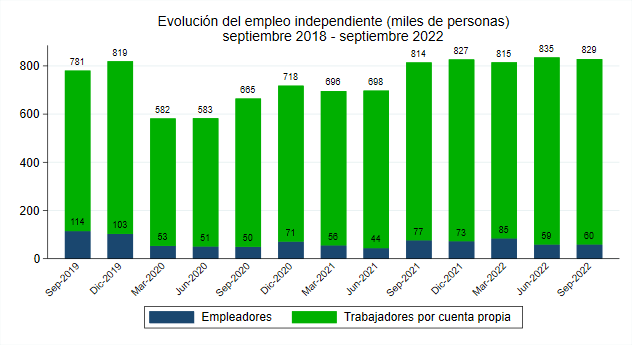 Evolución del empleo independiente (miles de personas)
septiembre 2018 - septiembre 2022
781 819 582 583 665 718 696 698 814 827 815 835 829
800
600
400
200
0
114 103 53 51 50 71 56 44 77 73 85 59 60
Sep-2019 Dic-2019 Mar-2020 Jun-2020 Sep-2020 Dic-2020 Mar-2021 Jun-2021 Sep-2021 Dic-2021 Mar-2022 Jun-2022 Sep-2022
Empleadores Trabajadores por cuenta propia